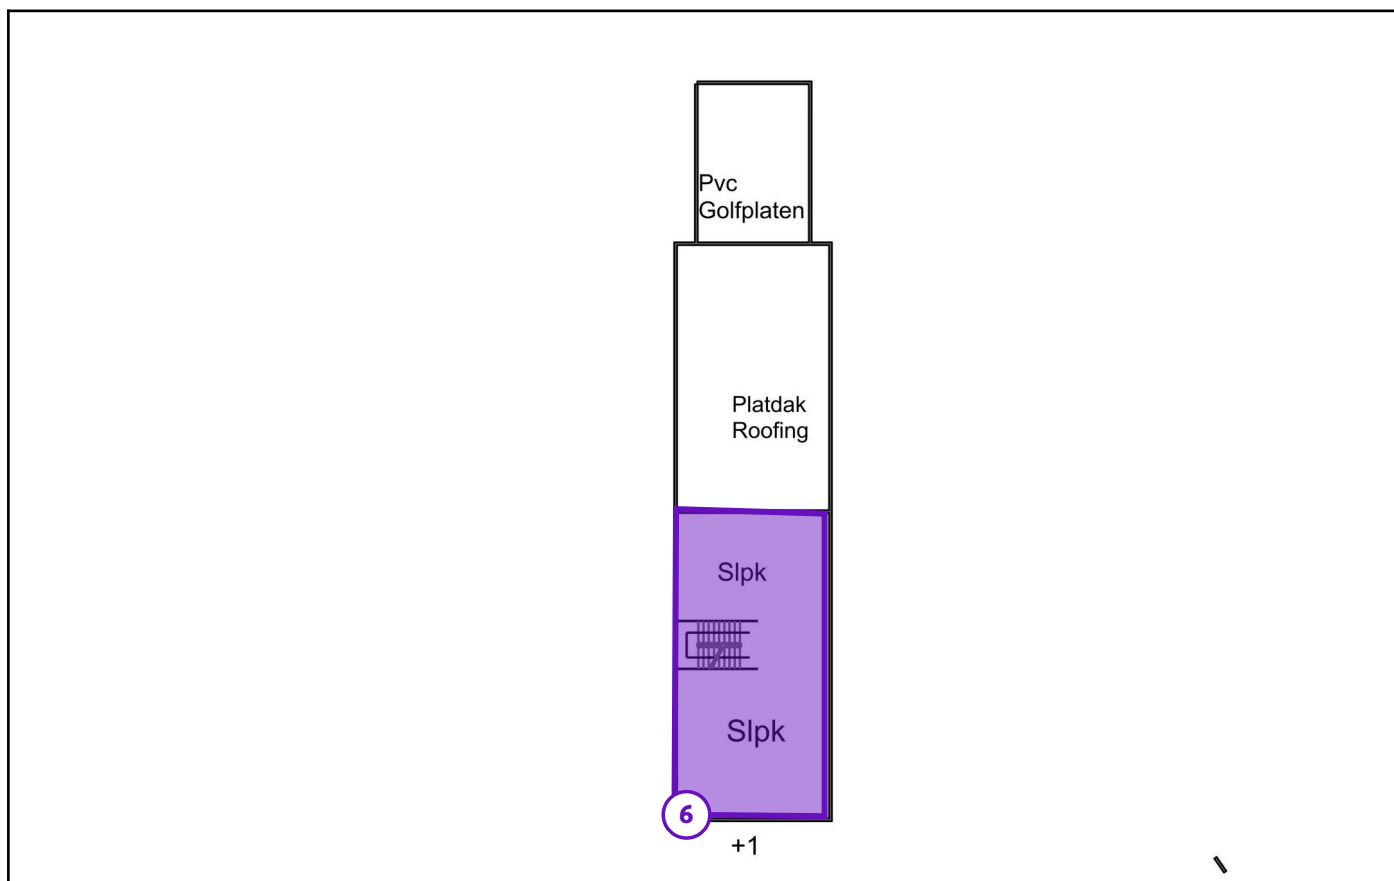 Pvc
Golfplaten
Platdak
Roofing
Slpk
Slpk
6
+1